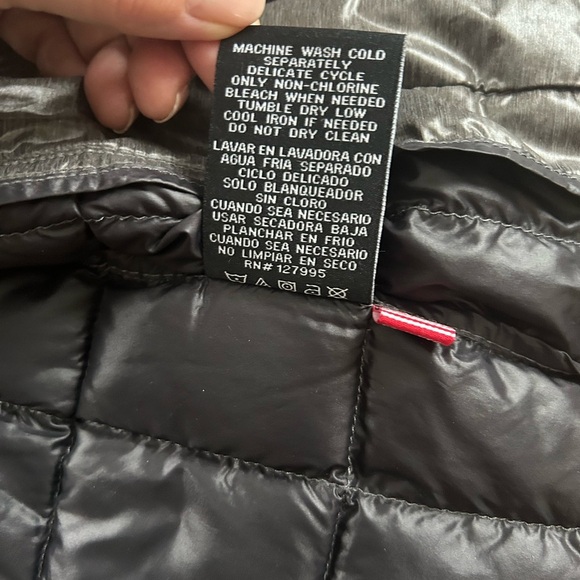 MACHINE WASH COLD
SEPARATELY
DELICATE CYCLE
ONLY NON-CHLORINE
BLEACH WHEN NEEDED
TUMBLE DRY LOW
COOL IRON IF NEEDED
DO NOT DRY CLEAN
LAVAR EN LAVADORA CON
AGUA FRIA SEPARADO
CICLO DELICADO
SOLO BLANQUEADOR
SIN CLORO
CUANDO SEA NECESARIO
USAR SECADORA BAJA
PLANCHAR EN FRIO
CUANDO SEA NECESARIO
NO LIMPIAR EN SECO
RN# 127995